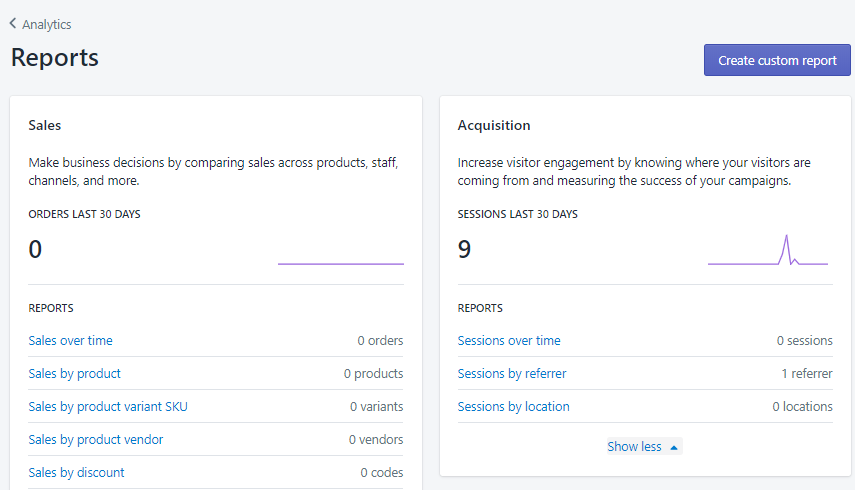 Analytics
Reports
Create custom report
Sales
Make business decisions by comparing sales across products, staff,
channels, and more.
ORDERS LAST 30 DAYS
0
REPORTS
Sales over time 0 orders
Sales by product 0 products
Sales by product variant SKU 0 variants
Sales by product vendor 0 vendors
Sales by discount 0 codes
Acquisition
Increase visitor engagement by knowing where your visitors are
coming from and measuring the success of your campaigns.
SESSIONS LAST 30 DAYS
9
REPORTS
Sessions over time 0 sessions
Sessions by referrer 1 referrer
Sessions by location 0 locations
Show less